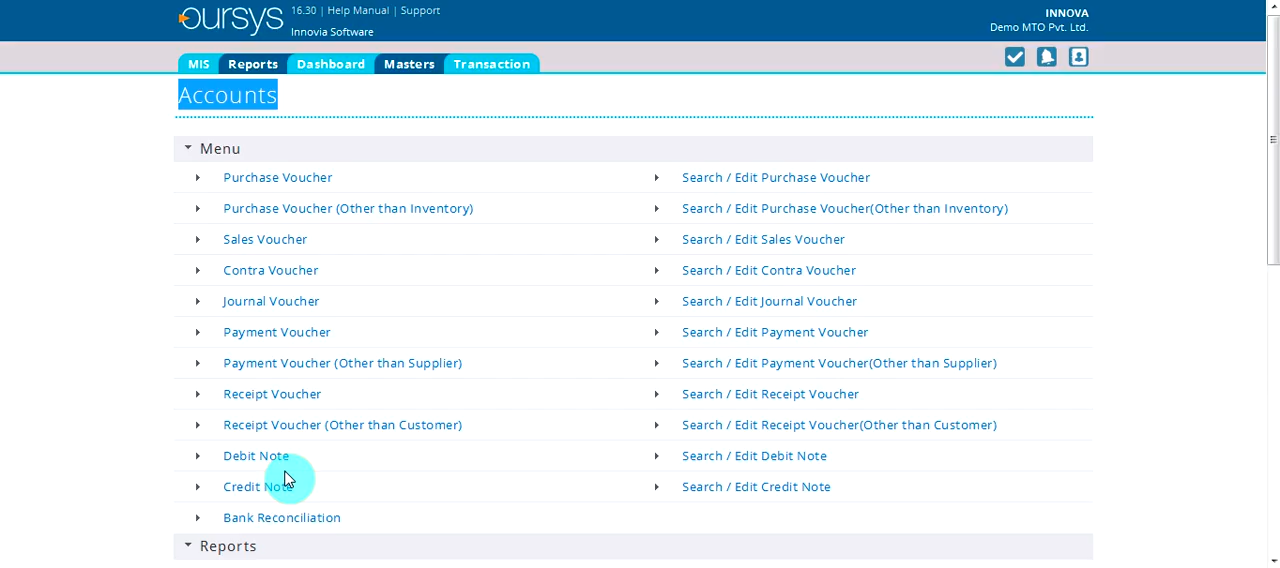 oursys
16.30 | Help Manual | Support
Innovia Software
INNOVA
Demo MTO Pvt. Ltd.
MIS Reports Dashboard Masters Transaction
Accounts
Menu
Purchase Voucher Search / Edit Purchase Voucher
Purchase Voucher (Other than Inventory) Search / Edit Purchase Voucher(Other than Inventory)
Sales Voucher Search / Edit Sales Voucher
Contra Voucher Search / Edit Contra Voucher
Journal Voucher Search / Edit Journal Voucher
Payment Voucher Search / Edit Payment Voucher
Payment Voucher (Other than Supplier) Search / Edit Payment Voucher(Other than Supplier)
Receipt Voucher Search / Edit Receipt Voucher
Receipt Voucher (Other than Customer) Search / Edit Receipt Voucher(Other than Customer)
Debit Note Search / Edit Debit Note
Credit Note Search / Edit Credit Note
Bank Reconciliation
Reports